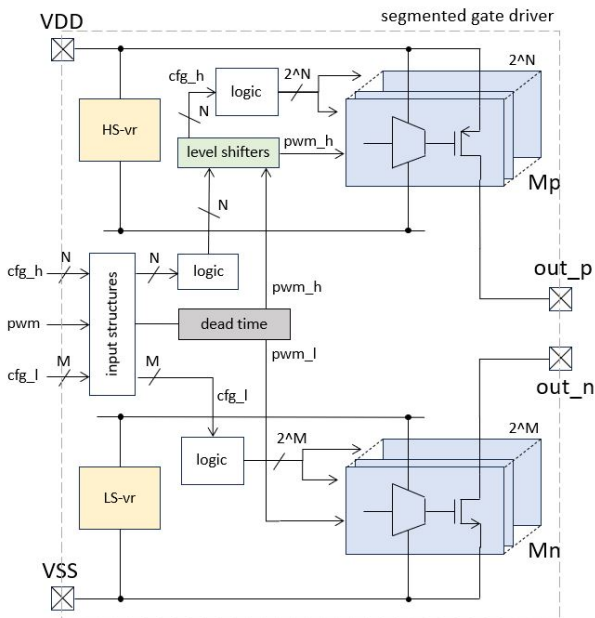 segmented gate driver
VDD
cfg_h
2^N
2^N
logic
N
HS-vr
level shifters
pwm_h
Mp
N
cfg_h
N
N
logic
out_p
input structures
pwm_h
pwm
dead time
pwm_l
M
M
cfg_l
cfg_l
out_n
2^M
2^M
logic
LS-vr
Mn
VSS